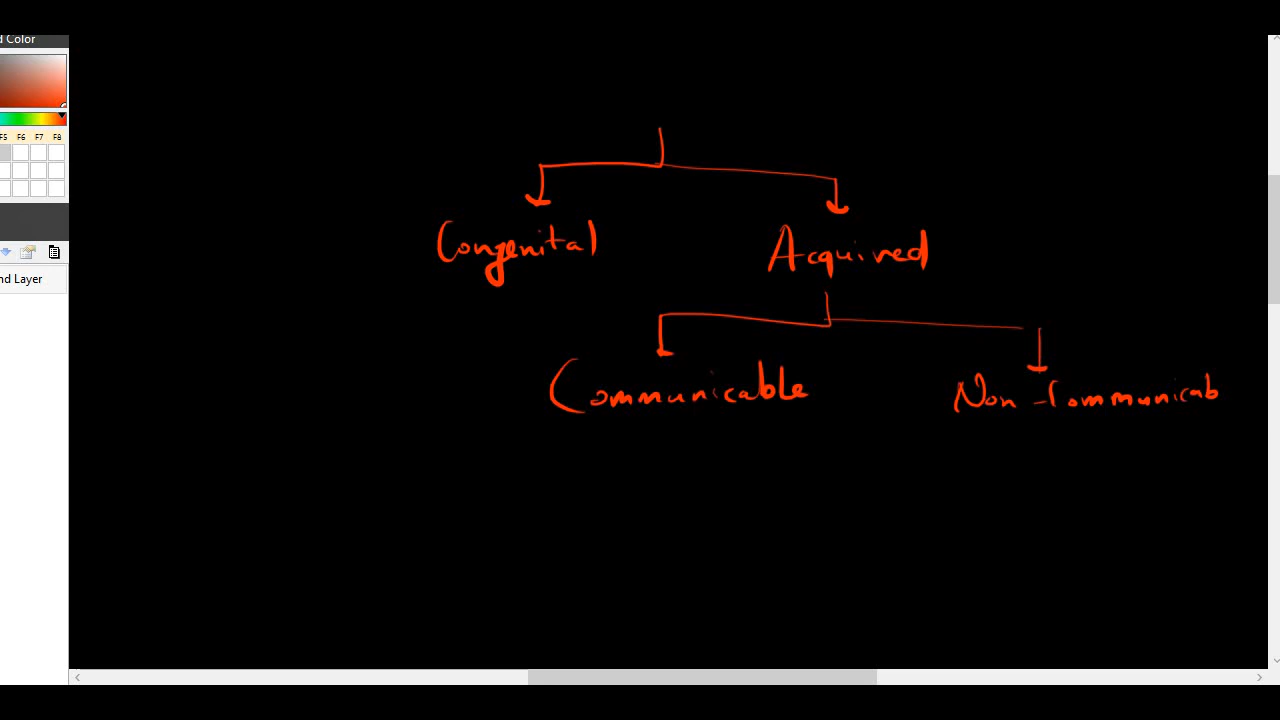 d Color
F5 F6 F7 F8
Congenital Acquired
nd Layer
Communicable Non-Communicab